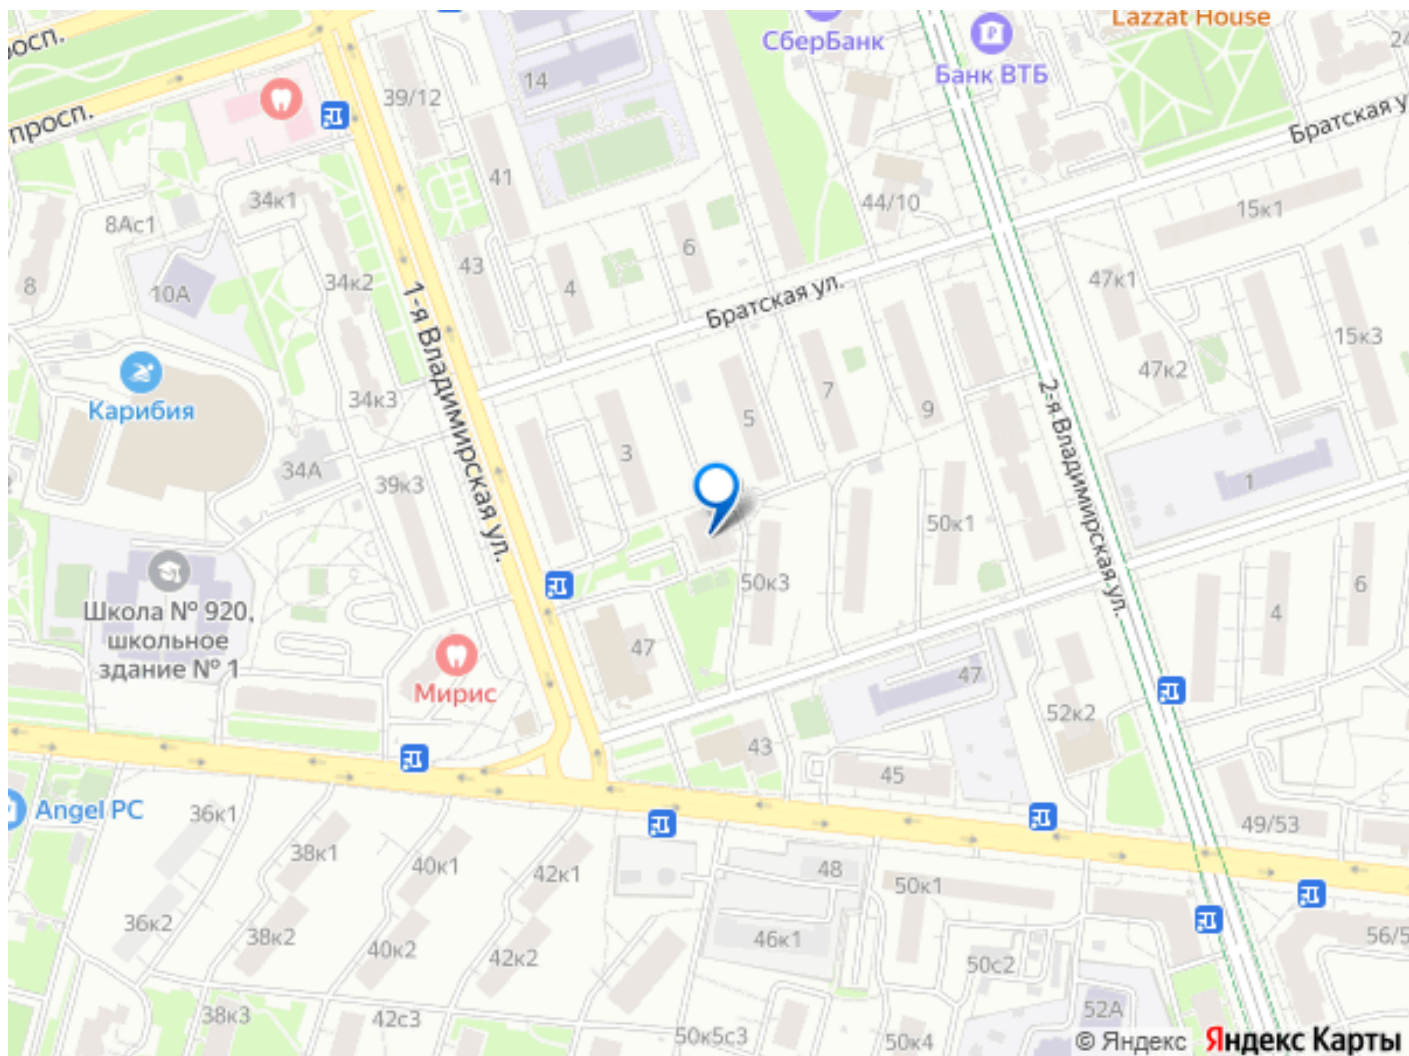 Lazzat House
СберБанк
Банк ВТБ
просп.
24
39/12
14
просп.
Братская у
41
34к1
44/10
15к1
8Ас1
6
43
34к2
47к1
8
10А
4
1-я Владимирская ул.
Братская ул.
15к3
47к2
Карибия
34к3
7
9
5
2-я Владимирская ул.
3
34А
39к3
1
50к1
Школа № 920,
школьное
здание № 1
50к3
4
6
47
Мирис
47
52к2
43
45
Angel PC
36к1
49/53
38к1
40к1
42к1
48
50к1
36к2
38к2
40к2
42к2
46к1
50с2
56/5
38к3
42с3
50к5с3
50к4
52А
© Яндекс
Яндекс Карты